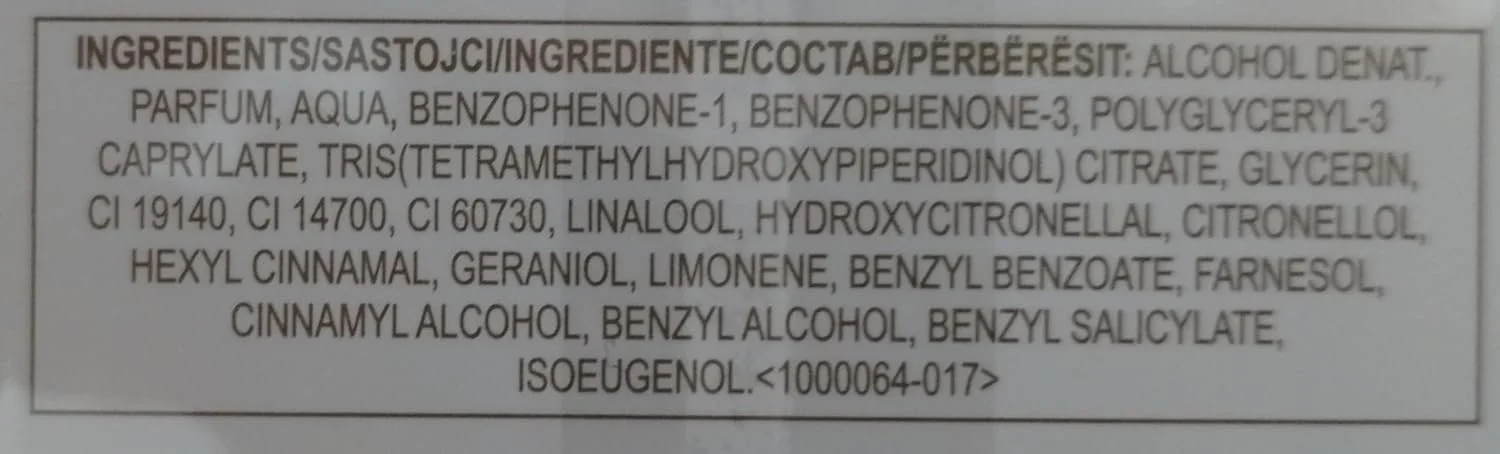 INGREDIENTS/SASTOJCI/INGREDIENTE/СОСТАВ/PËRBËRËSIT: ALCOHOL DENAT.,
PARFUM, AQUA, BENZOPHENONE-1, BENZOPHENONE-3, POLYGLYCERYL-3
CAPRYLATE, TRIS(TETRAMETHYLHYDROXYPIPERIDINOL) CITRATE, GLYCERIN,
CI 19140, CI 14700, CI 60730, LINALOOL, HYDROXYCITRONELLAL, CITRONELLOL,
HEXYL CINNAMAL, GERANIOL, LIMONENE, BENZYL BENZOATE, FARNESOL,
CINNAMYL ALCOHOL, BENZYL ALCOHOL, BENZYL SALICYLATE,
ISOEUGENOL.<1000064-017>